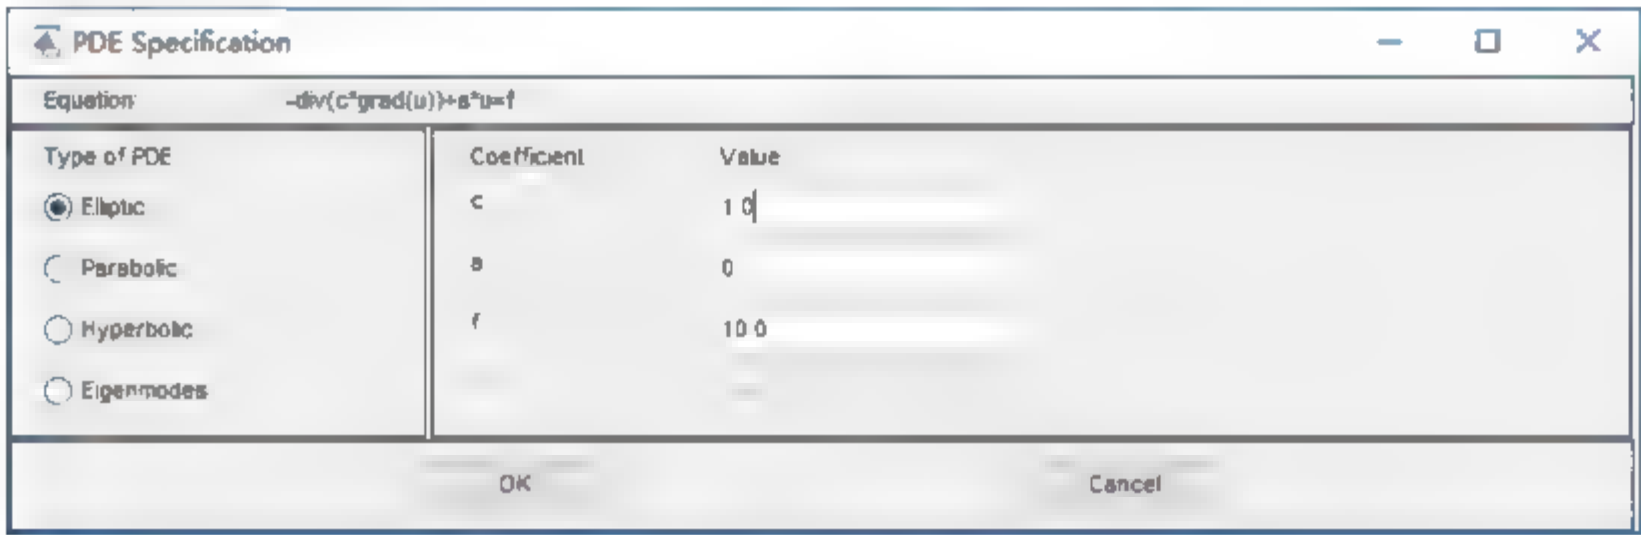 PDE Specification
Equation: -div(c*grad(u))+a*u=f
Type of PDE
Elliptic
Parabolic
Hyperbolic
Eigenmodes
Coefficient Value
c 1.0
a 0
f 10.0
OK Cancel